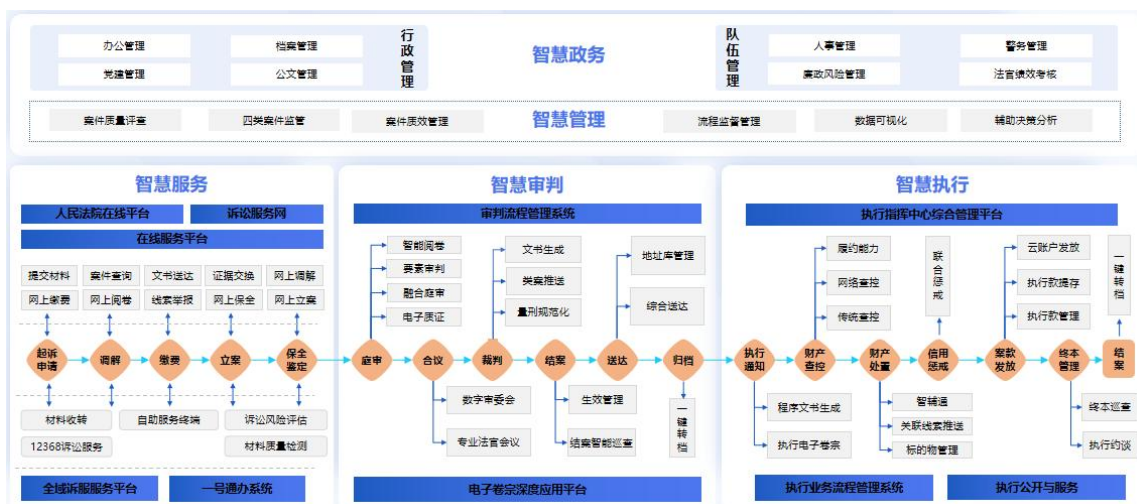 智慧政务
行政管理
办公管理
档案管理
党建管理
公文管理
队伍管理
人事管理
警务管理
廉政风险管理
法官绩效考核
智慧管理
案件质量评查
四类案件监管
案件质效管理
流程监督管理
数据可视化
辅助决策分析
智慧服务
人民法院在线平台
诉讼服务网
在线服务平台
提交材料
案件查询
文书送达
证据交换
网上调解
网上缴费
网上阅卷
线索举报
网上保全
网上立案
起诉
申请
调解
缴费
立案
保全
鉴定
材料收转
自助服务终端
诉讼风险评估
12368诉讼服务
材料质量检测
全域诉服服务平台
一号通办系统
智慧审判
审判流程管理系统
智能阅卷
要素审判
融合庭审
电子质证
文书生成
类案推送
量刑规范化
地址库管理
综合送达
庭审
合议
裁判
结案
送达
归档
数字审委会
专业法官会议
生效管理
结案智能巡查
一键转档
电子卷宗深度应用平台
智慧执行
执行指挥中心综合管理平台
履约能力
网络查控
传统查控
联合惩戒
云账户发放
执行款提存
执行款管理
一键转档
执行
通知
财产
查控
财产
处置
信用
惩戒
案款
发放
终本
管理
结案
程序文书生成
执行电子卷宗
智辅通
关联线索推送
标的物管理
终本巡查
执行约谈
执行业务流程管理系统
执行公开与服务